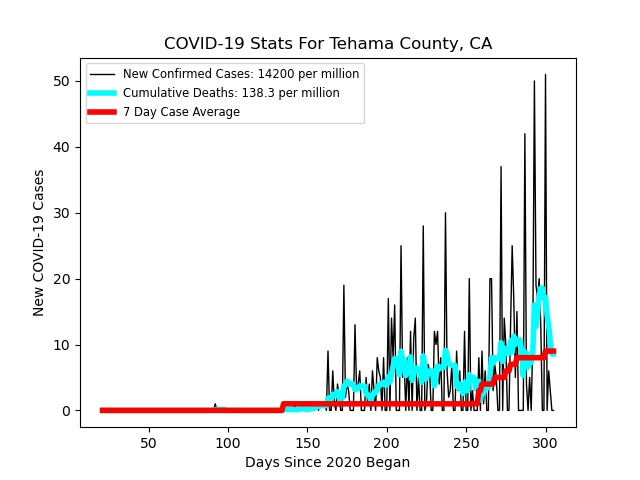 COVID-19 Stats For Tehama County, CA
New Confirmed Cases: 14200 per million
Cumulative Deaths: 138.3 per million
7 Day Case Average
New COVID-19 Cases
50
40
30
20
10
0
50 100 150 200 250 300
Days Since 2020 Began